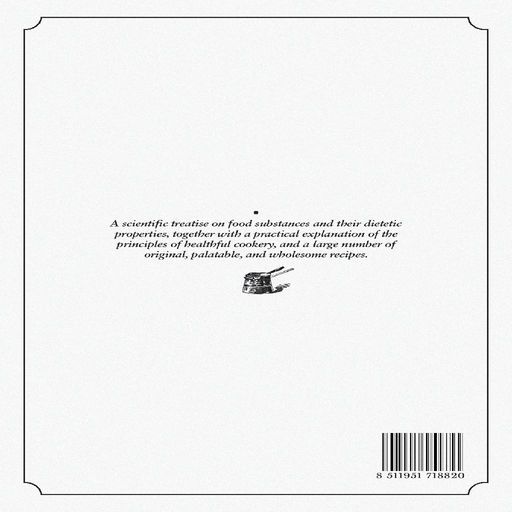 A scientific treatise on food substances and their dietetic
properties, together with a practical explanation of the
principles of healthful cookery, and a large number of
original, palatable, and wholesome recipes.
8 511951 718820